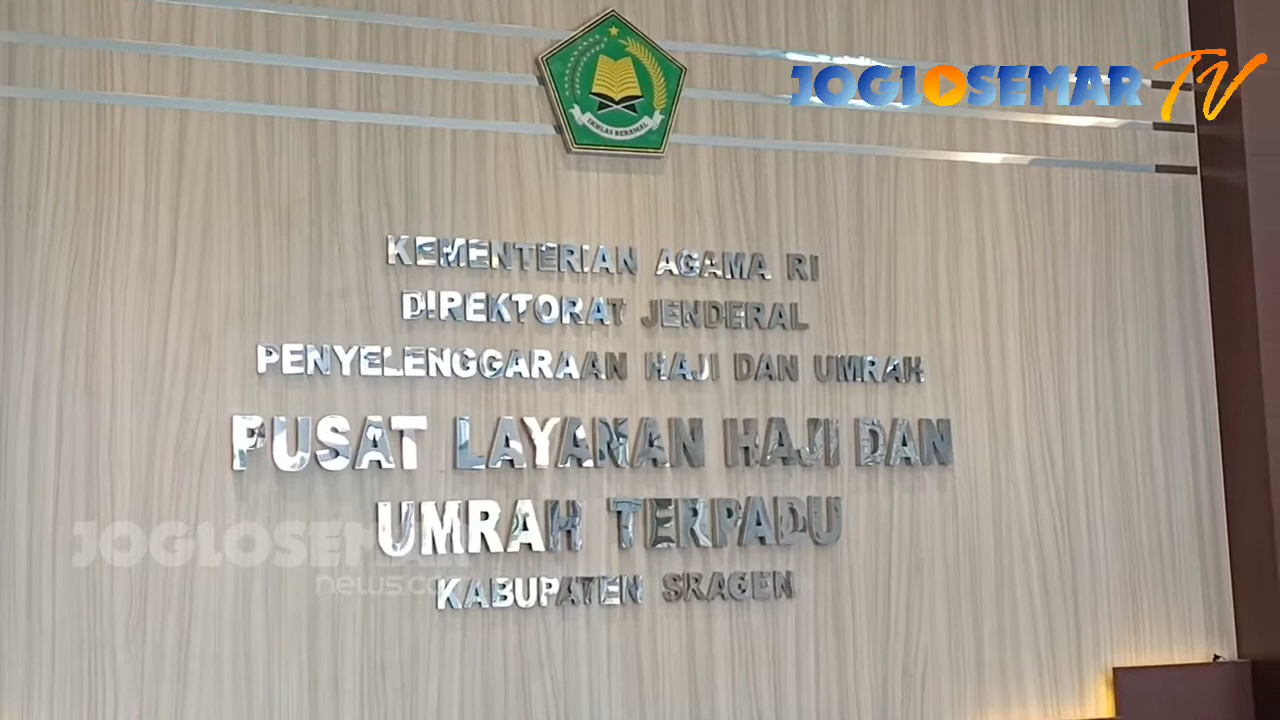 JOGLOSEMAR TV
IKHLAS BERAMAL
KEMENTERIAN AGAMA RI
DIREKTORAT JENDERAL
PENYELENGGARAAN HAJI DAN UMRAH
PUSAT LAYANAN HAJI DAN
UMRAH TERPADU
KABUPATEN SRAGEN
JOGLOSEMAR
news.co